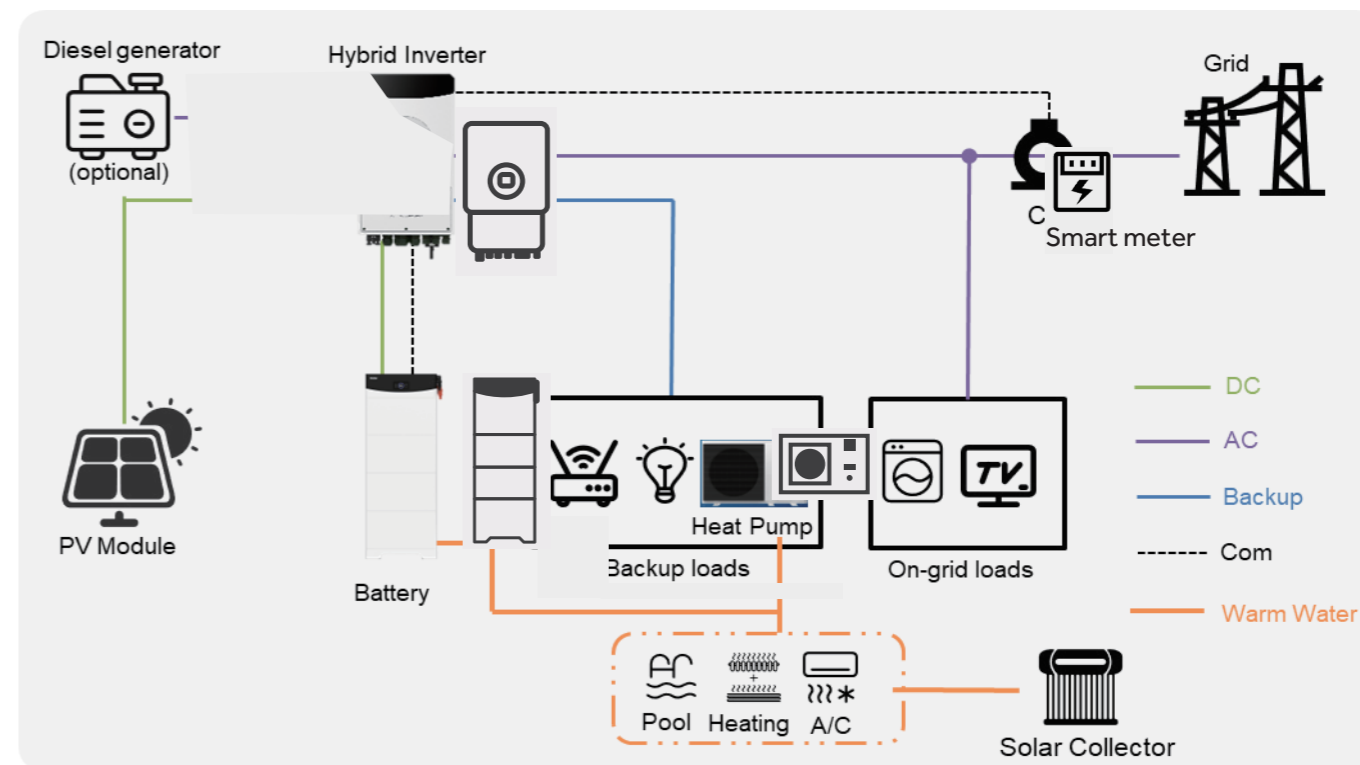 Diesel generator
Hybrid Inverter
Grid
(optional)
C
Smart meter
DC
AC
TV
Backup
Heat Pump
PV Module
Com
Backup loads
On-grid loads
Battery
Warm Water
Pool
Heating
A/C
Solar Collector